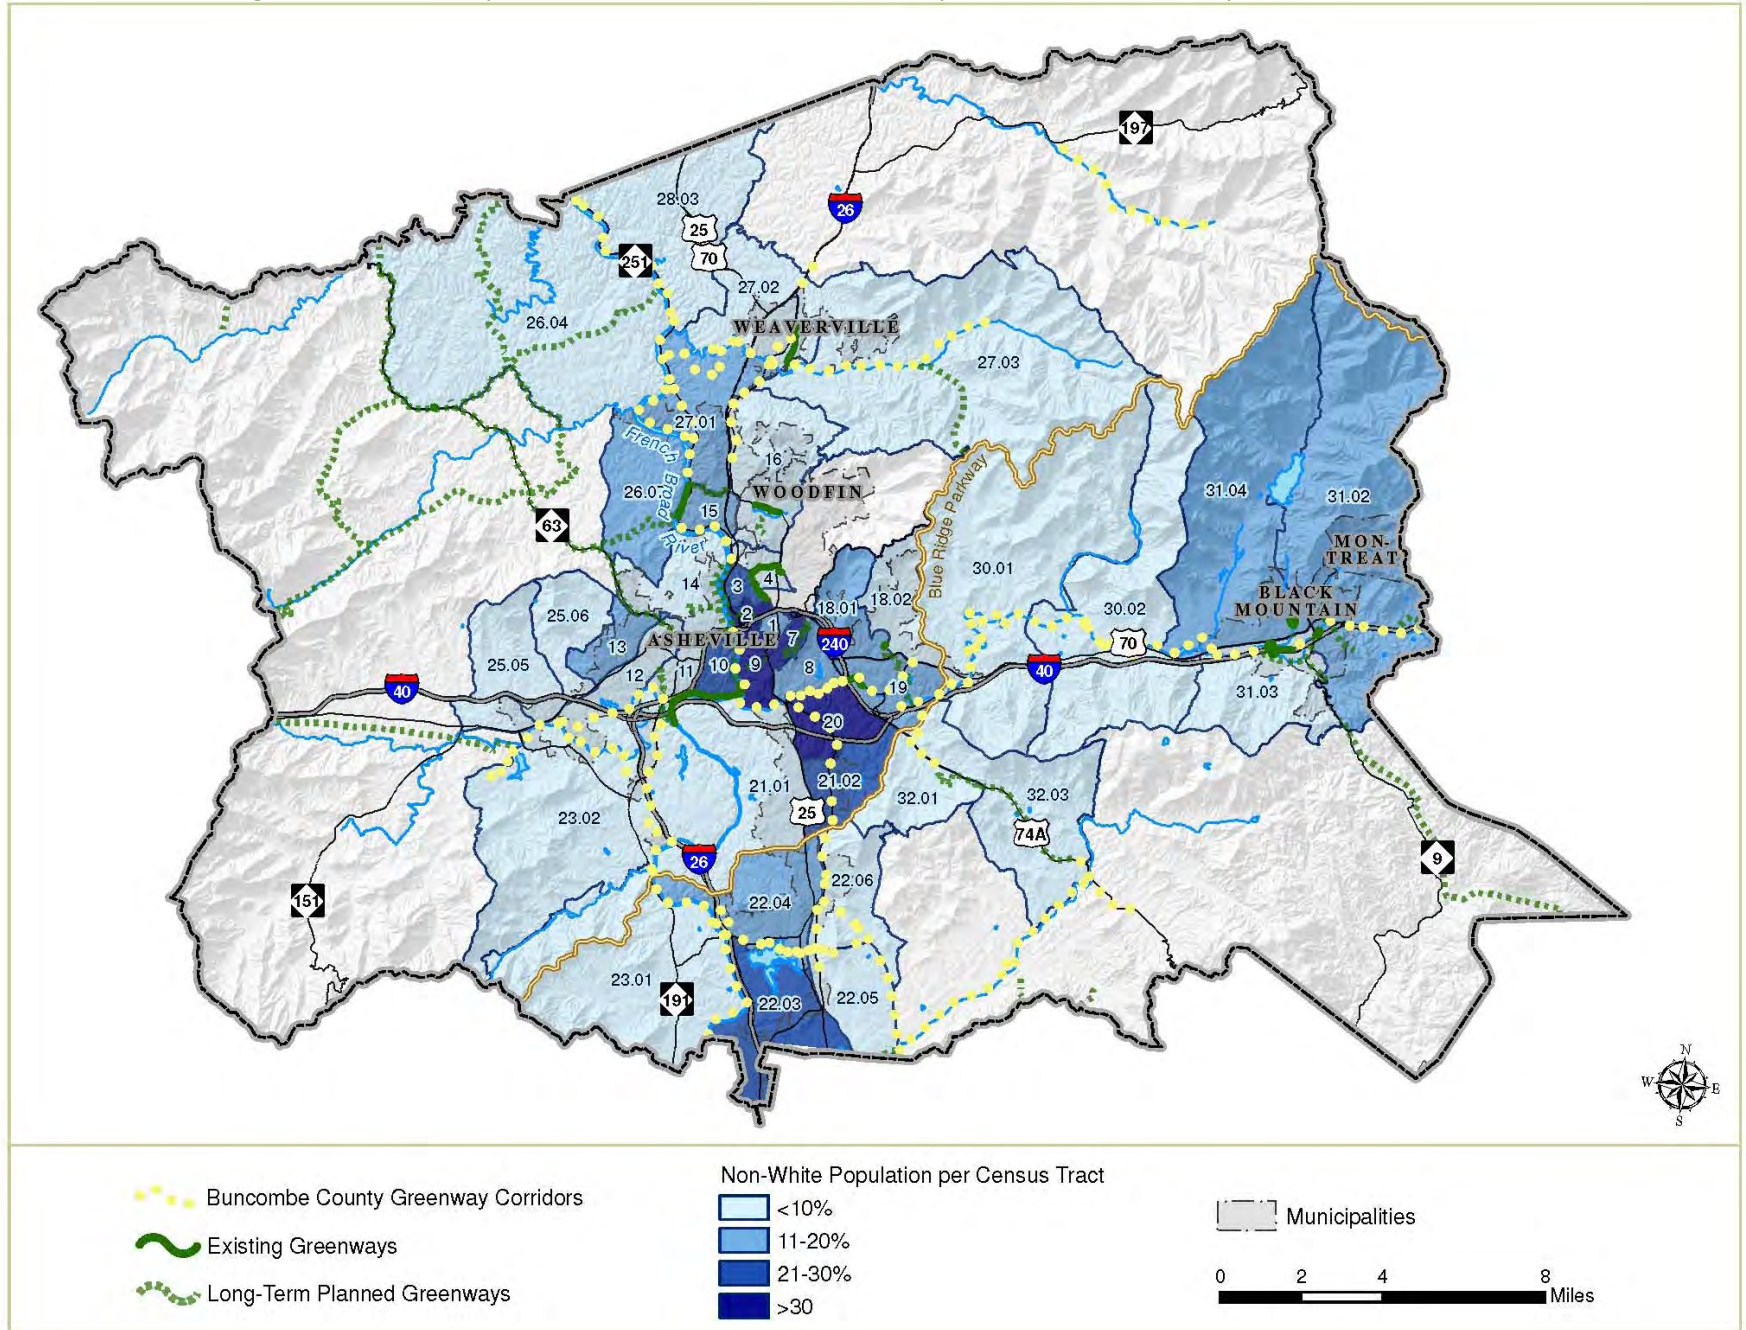 197
28.03
26
25
251
70
27.02
26.04
WEAVERVILLE
27.03
27.01
French
Broad
River
16
Blue Ridge Parkway
31.04
31.02
WOODFIN
26.07
15
63
MON-
TREAT
30.01
14
3
4
18.01
18.02
BLACK
MOUNTAIN
30.02
25.06
2
1
7
240
ASHEVILLE
70
13
25.05
10
9
8
40
12
11
19
40
31.03
20
21.01
21.02
32.01
32.03
25
23.02
74A
26
9
22.06
151
22.04
23.01
191
22.03
22.05
N
W
E
S
Non-White Population per Census Tract
Buncombe County Greenway Corridors
<10%
Municipalities
11-20%
Existing Greenways
21-30%
Long-Term Planned Greenways
>30
0 2 4 8
Miles